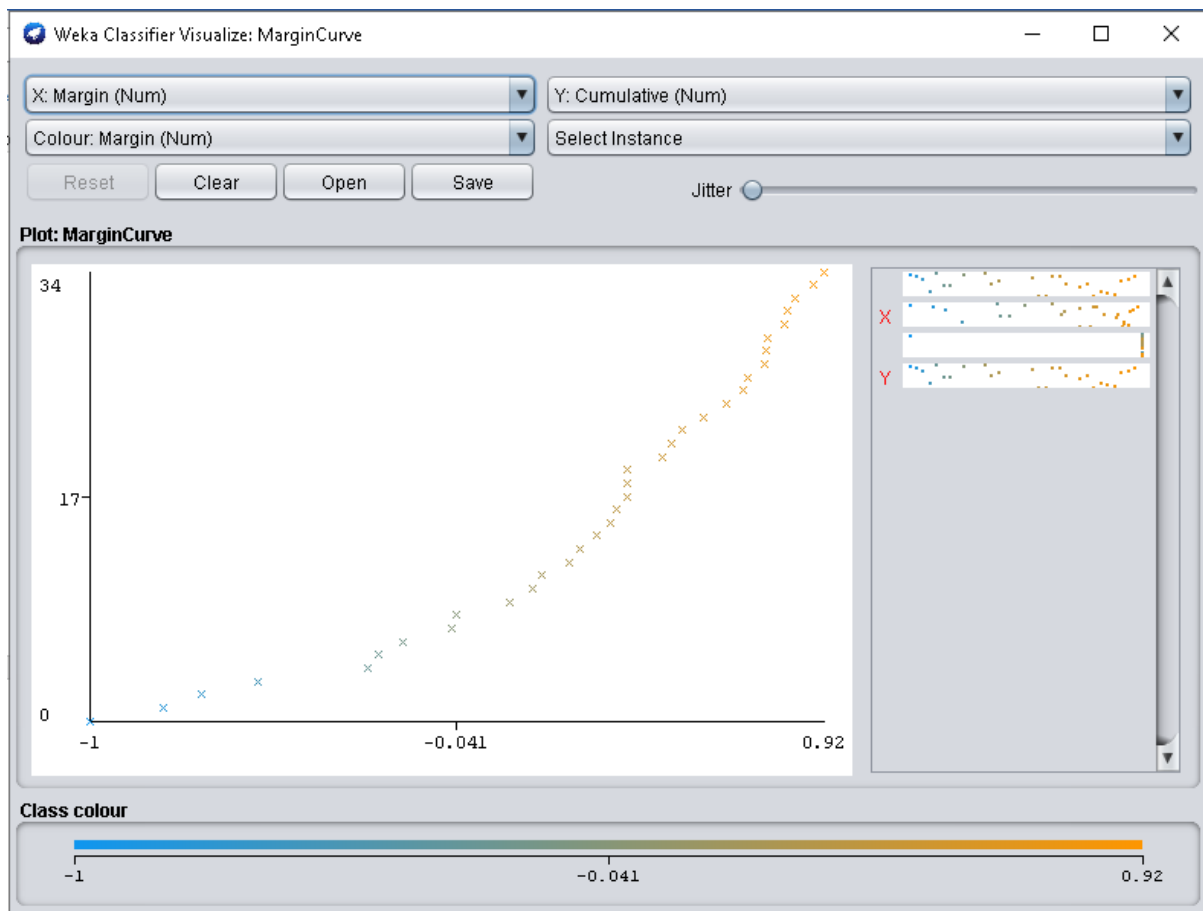 Weka Classifier Visualize: MarginCurve
X: Margin (Num)
Y: Cumulative (Num)
Colour: Margin (Num)
Select Instance
Reset
Clear
Open
Save
Jitter
Plot: MarginCurve
34
17
0
-1
-0.041
0.92
X
Y
Class colour
-1
-0.041
0.92